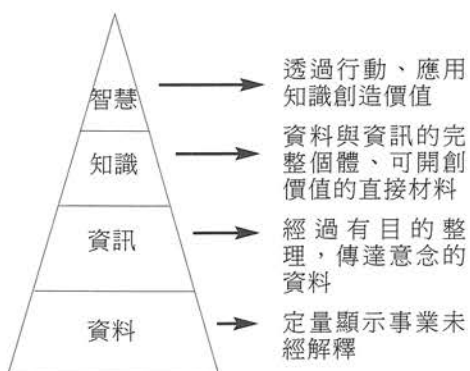 智慧
透過行動、應用
知識創造價值
知識
資料與資訊的完
整個體、可開創
價值的直接材料
資訊
經過有目的整
理，傳達意念的
資料
資料
定量顯示事業未
經解釋